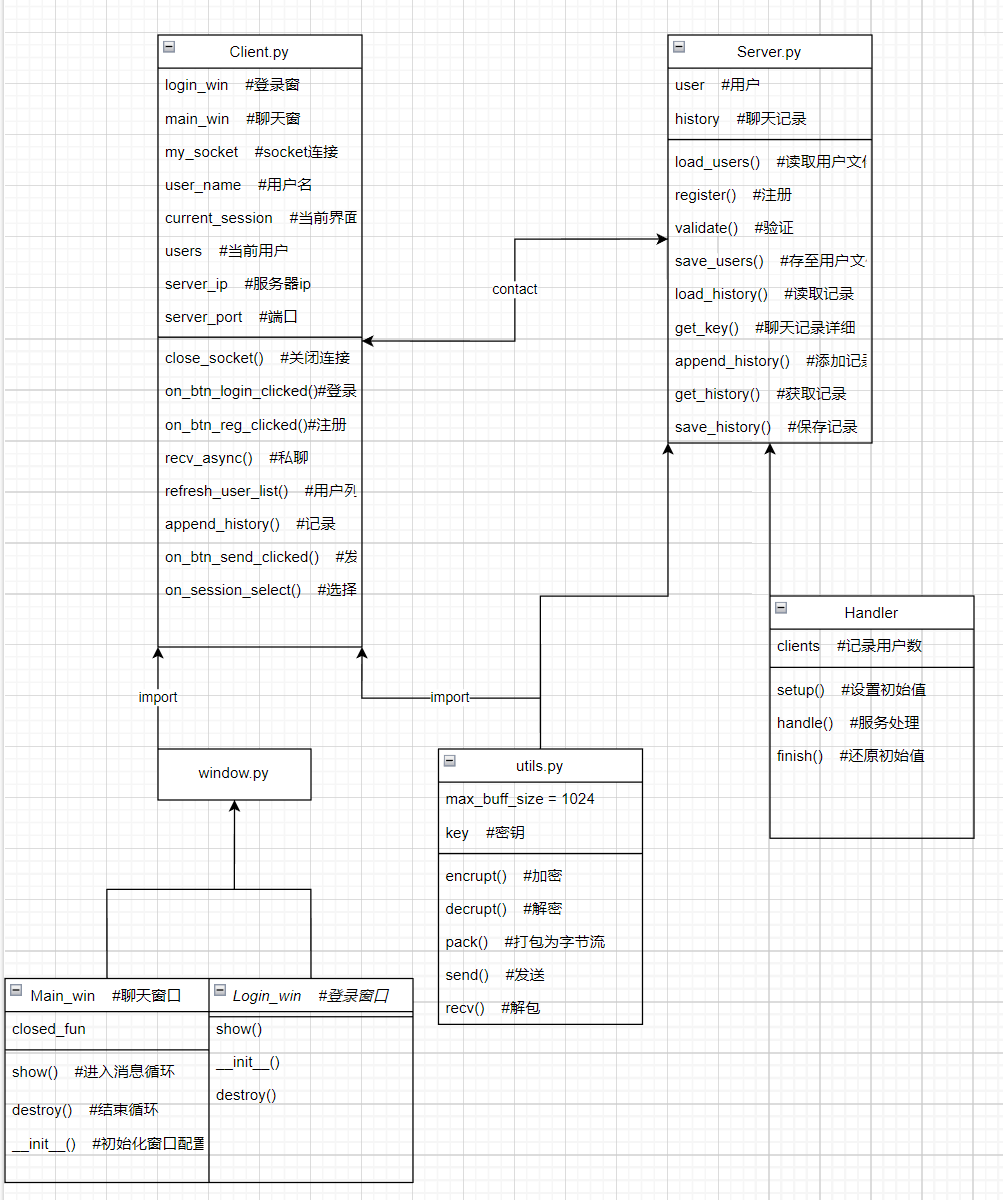 Client.py
login_win #登录窗
main_win #聊天窗
my_socket #socket连接
user_name #用户名
current_session #当前界面
users #当前用户
server_ip #服务器ip
server_port #端口
close_socket() #关闭连接
on_btn_login_clicked()#登录
on_btn_reg_clicked()#注册
recv_async() #私聊
refresh_user_list() #用户列
append_history() #记录
on_btn_send_clicked() #发
on_session_select() #选择
contact
Server.py
user #用户
history #聊天记录
load_users() #读取用户文
register() #注册
validate() #验证
save_users() #存至用户文
load_history() #读取记录
get_key() #聊天记录详细
append_history() #添加记
get_history() #获取记录
save_history() #保存记录
Handler
clients #记录用户数
setup() #设置初始值
handle() #服务处理
finish() #还原初始值
import
import
window.py
utils.py
max_buff_size = 1024
key #密钥
encrupt() #加密
decrupt() #解密
pack() #打包为字节流
send() #发送
recv() #解包
Main_win #聊天窗口
closed_fun
show() #进入消息循环
destroy() #结束循环
__init__() #初始化窗口配置
Login_win #登录窗口
show()
__init__()
destroy()